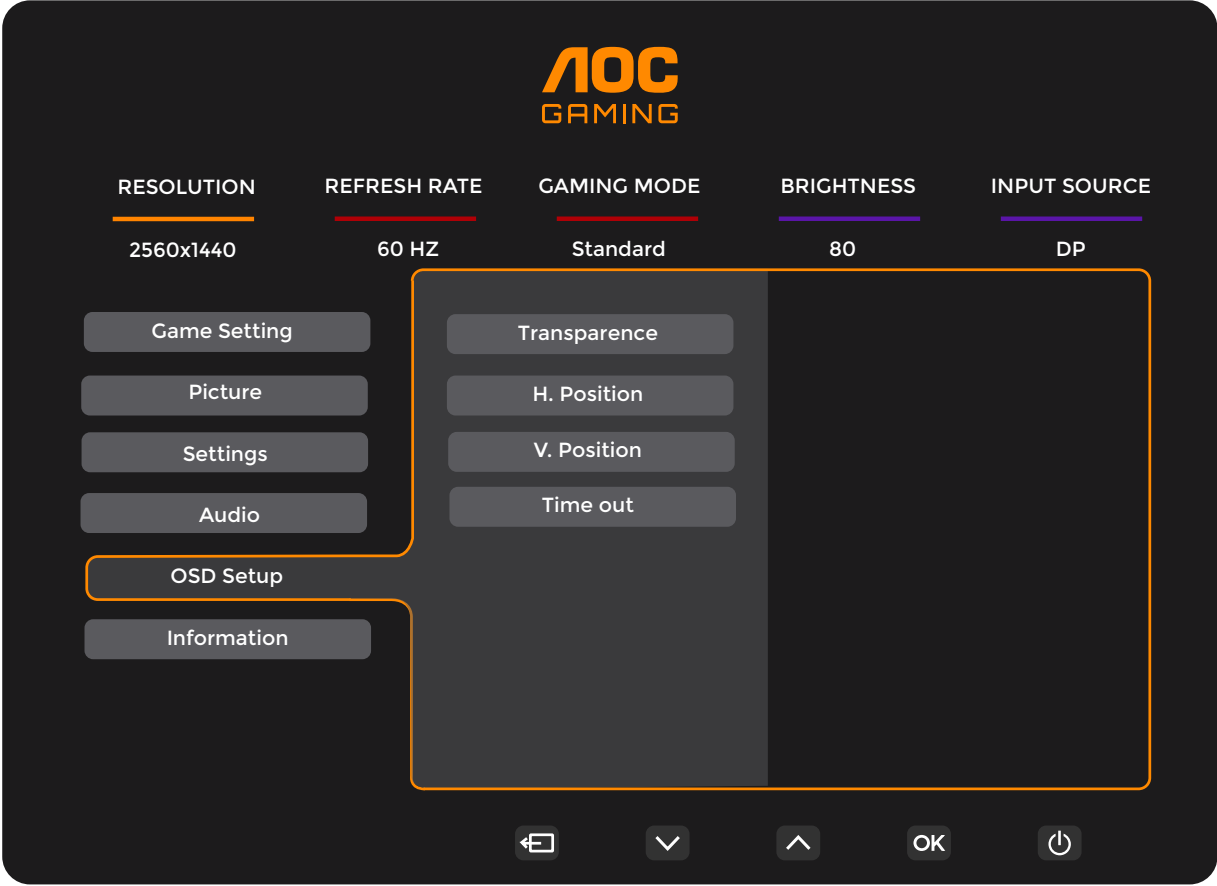 AOC
GAMING
RESOLUTION REFRESH RATE GAMING MODE BRIGHTNESS INPUT SOURCE
2560x1440 60 HZ Standard 80 DP
Game Setting Transparence
Picture H. Position
Settings V. Position
Audio Time out
OSD Setup
Information
OK